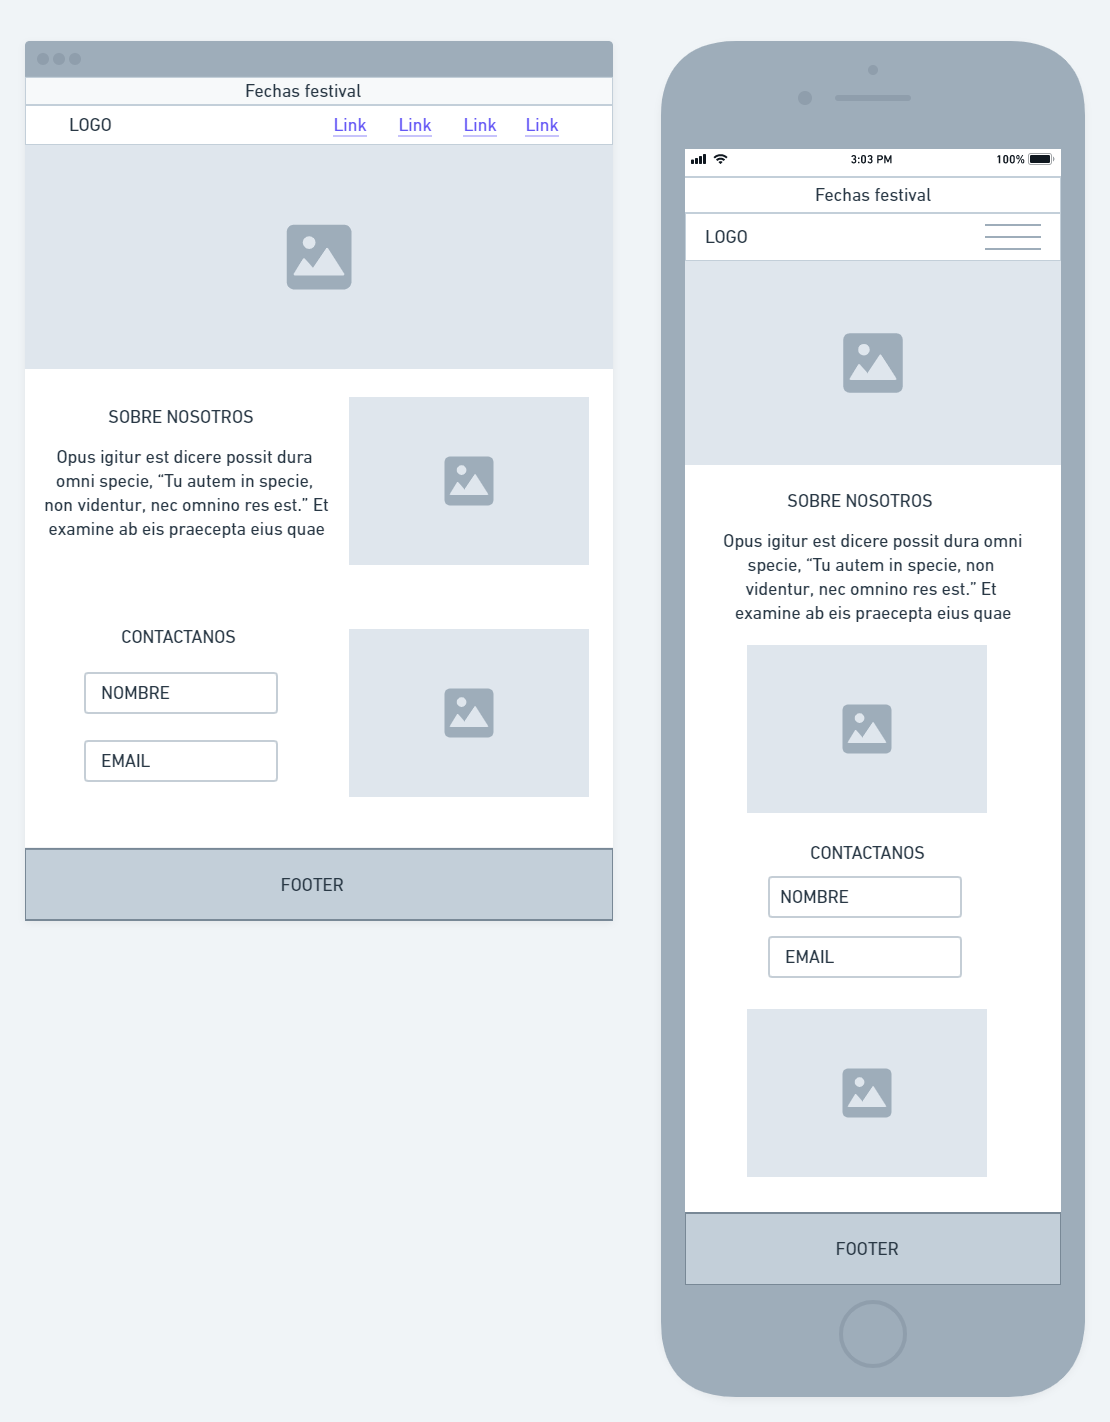 Fechas festival
LOGO Link Link Link Link
SOBRE NOSOTROS
Opus igitur est dicere possit dura
omni specie, “Tu autem in specie,
non videntur, nec omnino res est.” Et
examine ab eis praecepta eius quae
CONTACTANOS
NOMBRE
EMAIL
FOOTER
3:03 PM 100%
Fechas festival
LOGO
SOBRE NOSOTROS
Opus igitur est dicere possit dura omni
specie, “Tu autem in specie, non
videntur, nec omnino res est.” Et
examine ab eis praecepta eius quae
CONTACTANOS
NOMBRE
EMAIL
FOOTER